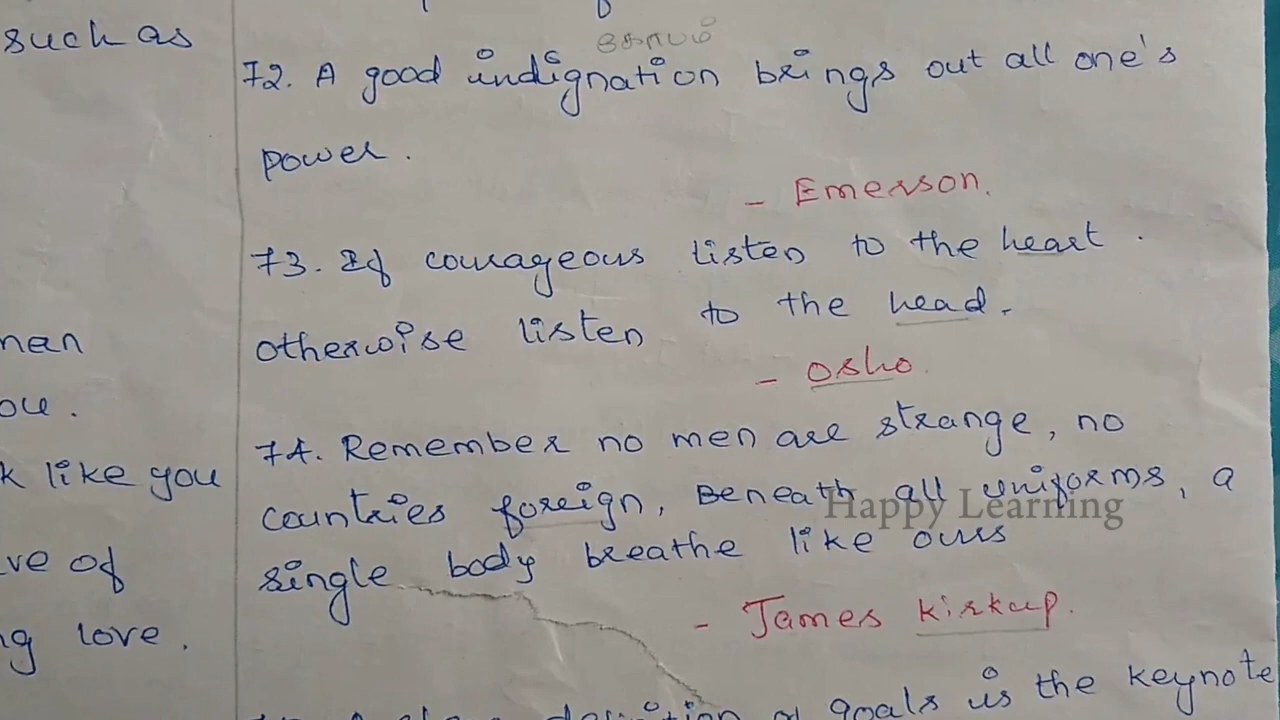 such as
கோபம்
72. A good indignation brings out all one's
power.
- Emerson.
73. If courageous listen to the heart.
otherwise listen to the head.
- Osho.
74. Remember no men are strange, no
countries foreign, Beneath all uniforms, a
single body breathe like ours
- James Kirkup.
goals is the keynote
k like you
ve of
love.
Happy Learning